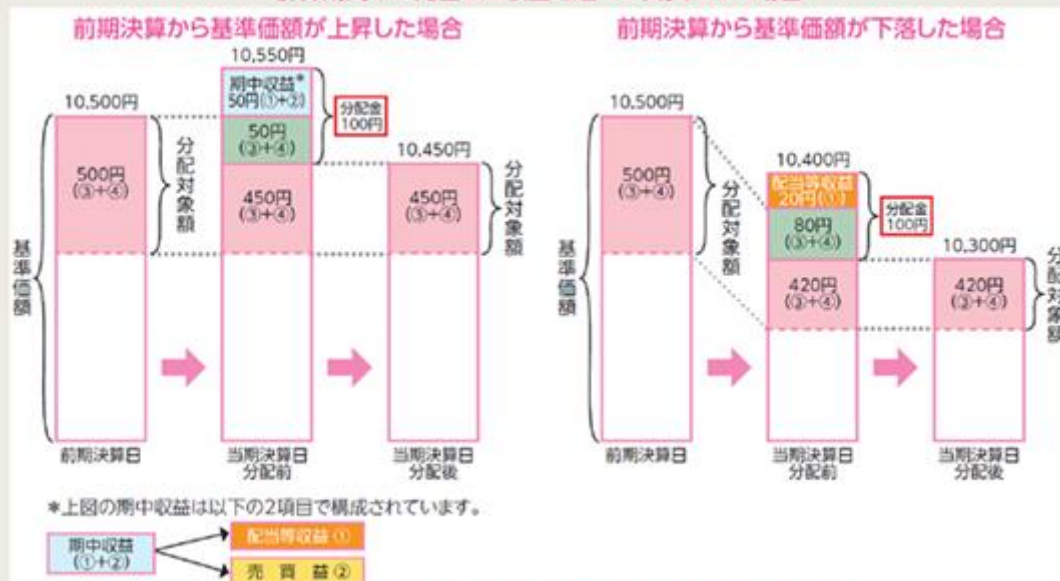 前期決算から基準価額が上昇した場合
10,550円
10,500円
期中収益*
50円(①+②)
分配金
100円
50円
(③+④)
10,450円
500円
(③+④)
分配対象額
450円
(③+④)
450円
(③+④)
分配対象額
基準価額
前期決算日
当期決算日
分配前
当期決算日
分配後
前期決算から基準価額が下落した場合
10,500円
10,400円
配当等収益
20円(①)
分配金
100円
500円
(③+④)
分配対象額
80円
(③+④)
10,300円
420円
(③+④)
420円
(③+④)
分配対象額
基準価額
前期決算日
当期決算日
分配前
当期決算日
分配後
*上図の期中収益は以下の2項目で構成されています。
期中収益
(①+②)
配当等収益①
売買益②